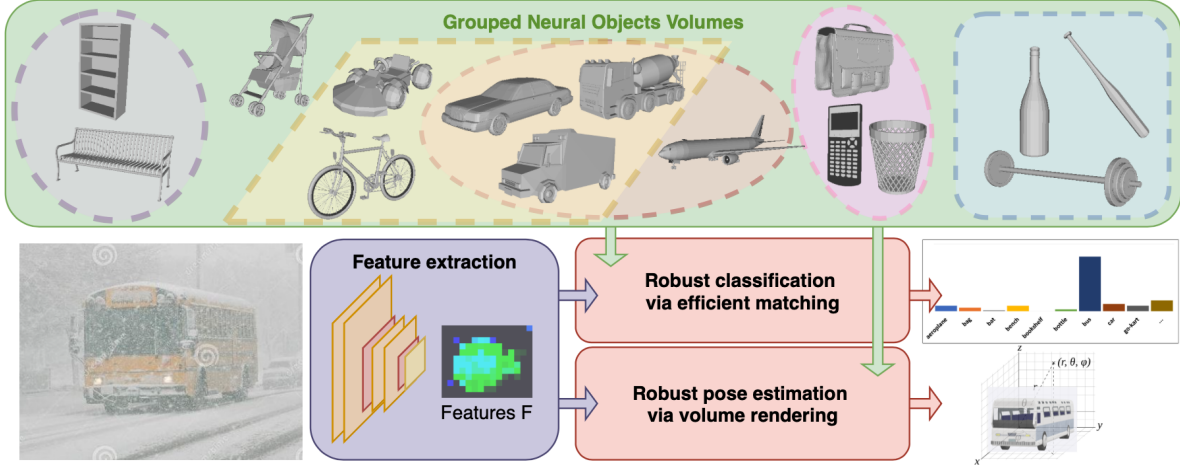 Grouped Neural Objects Volumes
Feature extraction
Features F
Robust classification
via efficient matching
Robust pose estimation
via volume rendering
aeroplane
bag
bat
bench
bookshelf
bottle
bus
car
go-kart
...
z
(r, θ, φ)
r
y
x